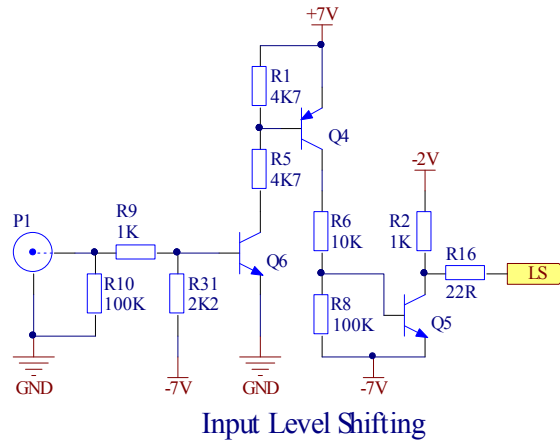 +7V
R1
4K7
Q4
R5
4K7
-2V
P1
R9
1K
R6
10K
R2
1K
R16
22R
LS
R10
100K
R31
2K2
Q6
R8
100K
Q5
GND
-7V
GND
-7V
Input Level Shifting